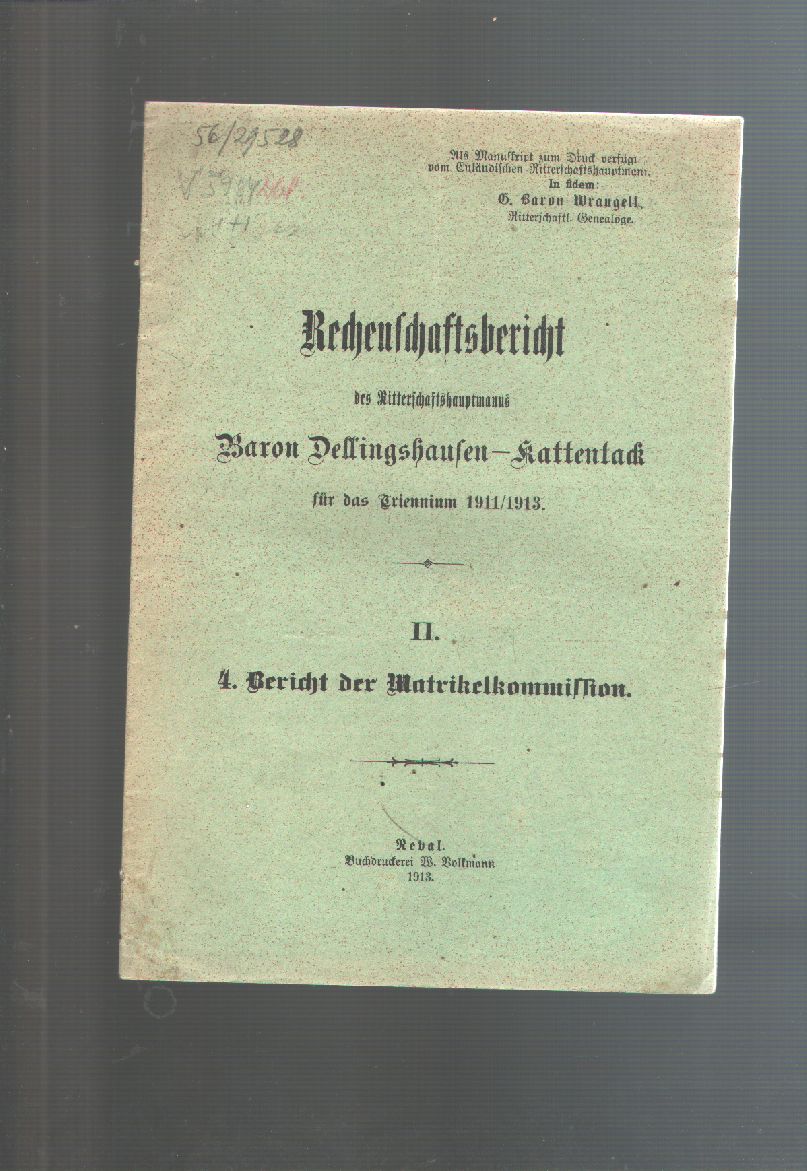 56/29528
Als Manuskript zum Druck verfügt
vom Estländischen Ritterschaftshauptmann.
In fidem:
G. Baron Wrangell,
Ritterschaftl. Genealoge.
Rechenschaftsbericht
des Ritterschaftshauptmanns
Baron Dellingshausen—Kattentack
für das Triennium 1911/1913.
II.
4. Bericht der Matrikelkommission.
Reval.
Buchdruckerei W. Volkmann
1913.